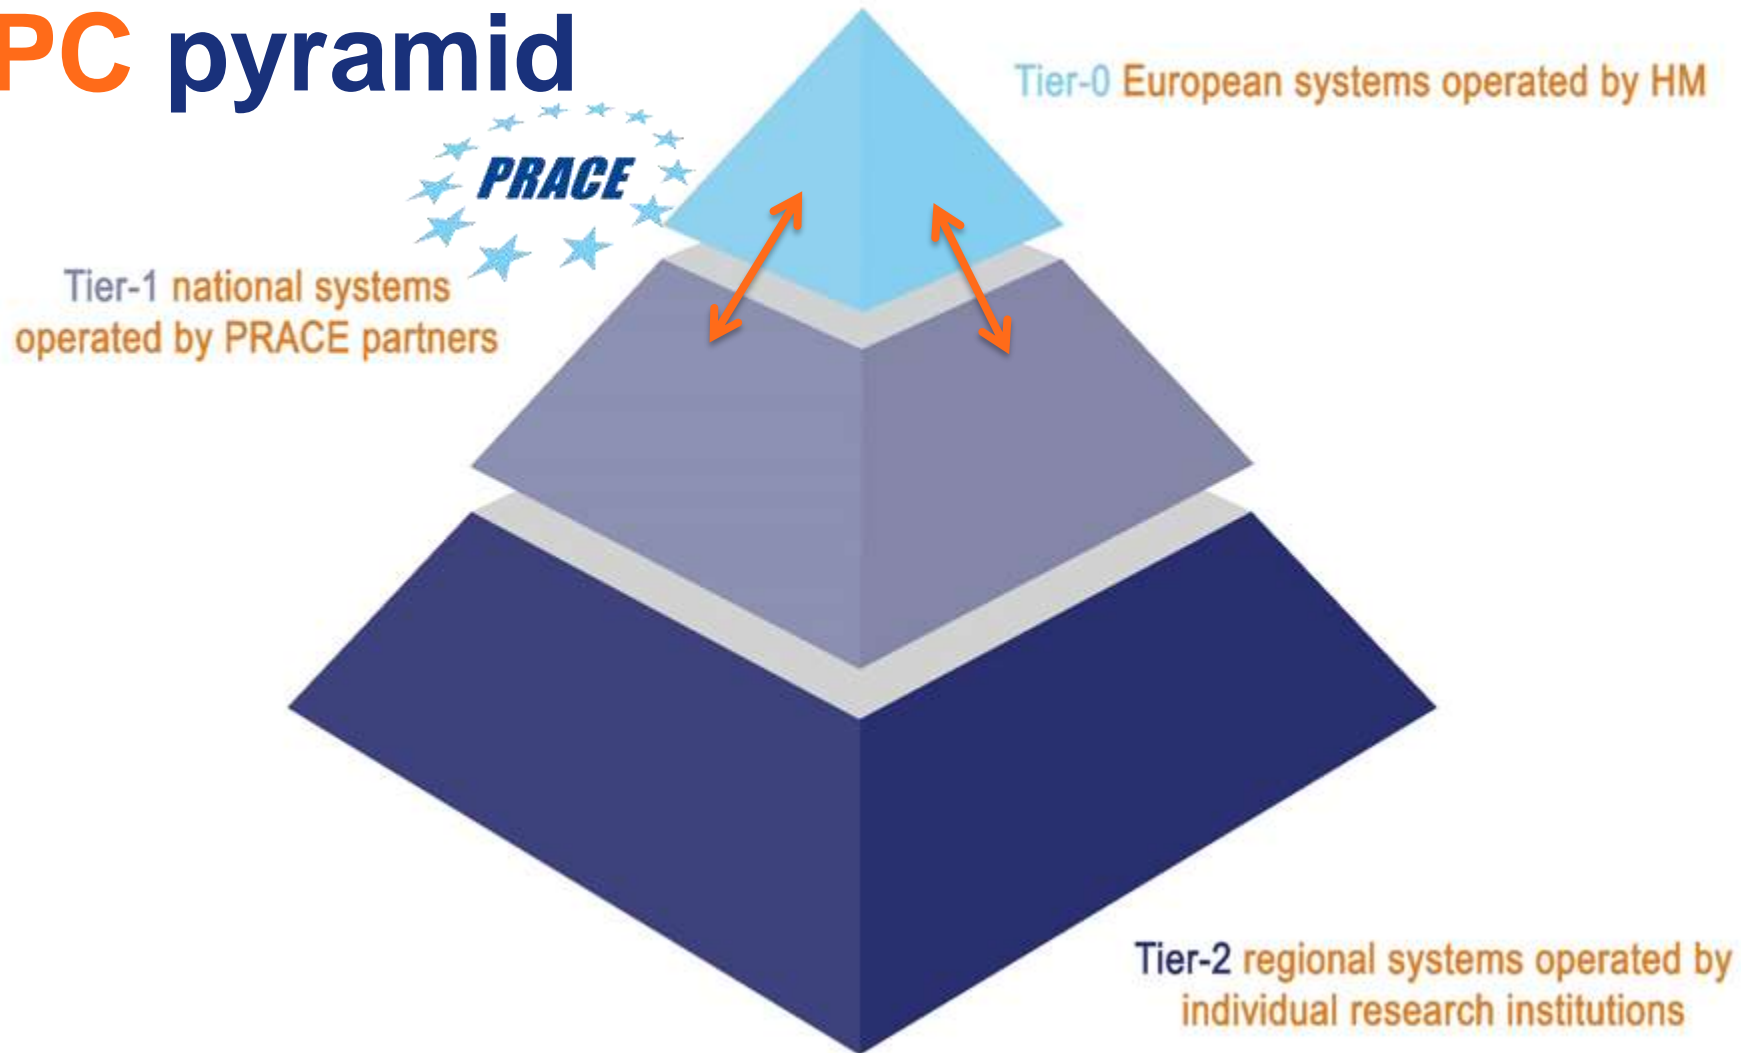 PC pyramid
Tier-0 European systems operated by HM
PRACE
Tier-1 national systems
operated by PRACE partners
Tier-2 regional systems operated by
individual research institutions